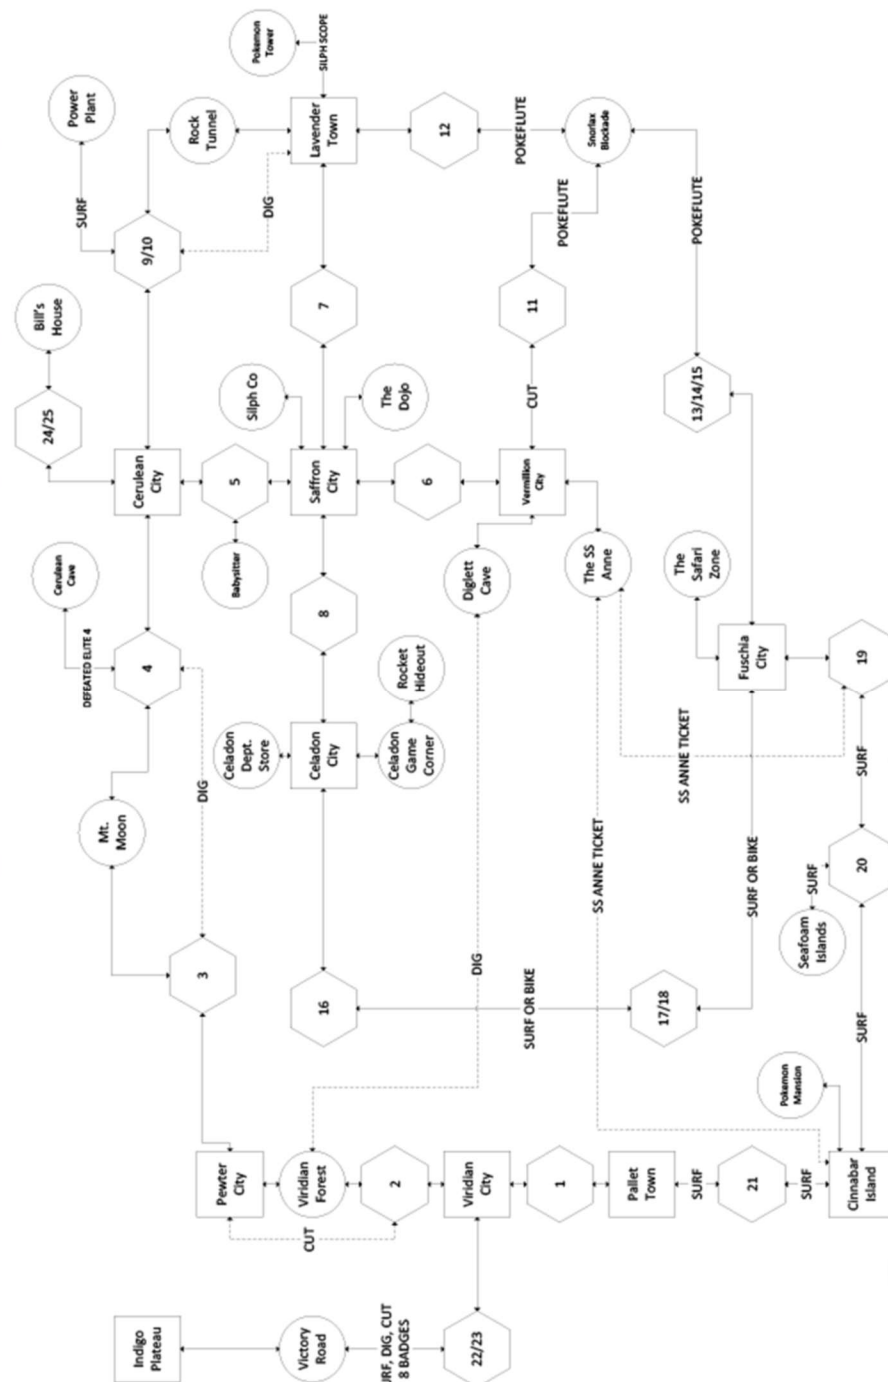 Pokemon
Tower
SILPH SCOPE
Power
Plant
Rock
Tunnel
Lavender
Town
12
POKEFLUTE
Snorlax
Blockade
SURF
DIG
POKEFLUTE
POKEFLUTE
9/10
Bill's
House
7
11
24/25
Silph Co
The
Dojo
CUT
13/14/15
Cerulean
City
5
Saffron
City
6
Vermillion
City
Cerulean
Cave
Babysitter
Diglett
Cave
The SS
Anne
The
Safari
Zone
DEFEATED ELITE 4
4
8
Rocket
Hideout
Fuschia
City
19
Celadon
Dept.
Store
Celadon
City
Celadon
Game
Corner
DIG
SS ANNE TICKET
SURF
Mt.
Moon
SS ANNE TICKET
SURF OR BIKE
SURF
20
3
DIG
Seafoam
Islands
16
SURF OR BIKE
17/18
SURF
Pokemon
Mansion
Pewter
City
Viridian
Forest
2
Viridian
City
1
Pallet
Town
SURF
21
SURF
Cinnabar
Island
CUT
Indigo
Plateau
Victory
Road
RF, DIG, CUT
8 BADGES
22/23